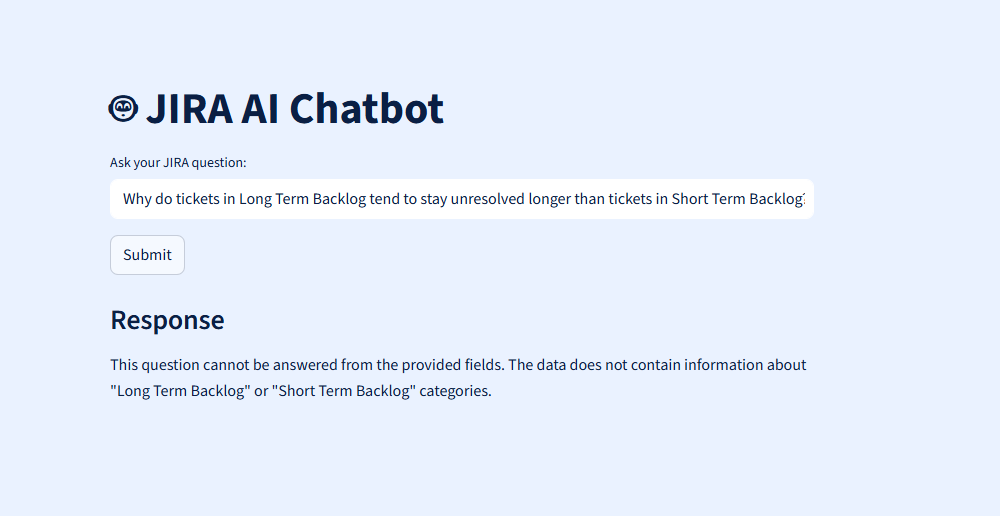 JIRA AI Chatbot
Ask your JIRA question:
Why do tickets in Long Term Backlog tend to stay unresolved longer than tickets in Short Term Backlog?
Submit
Response
This question cannot be answered from the provided fields. The data does not contain information about
"Long Term Backlog" or "Short Term Backlog" categories.